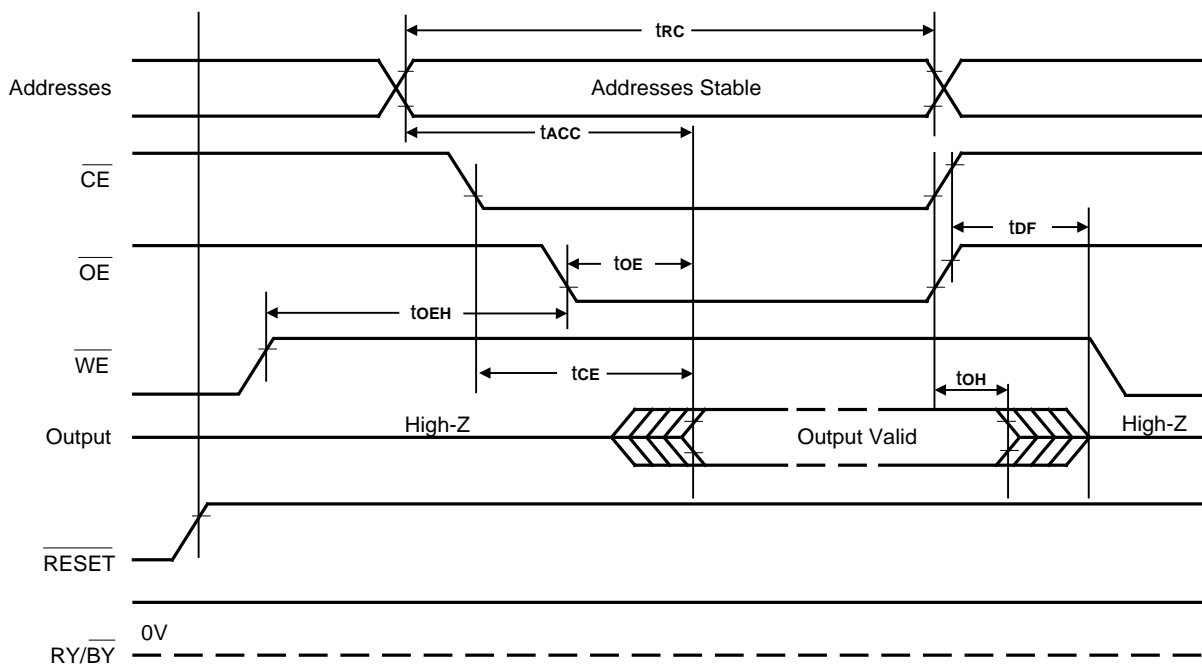 tRC
Addresses
Addresses Stable
tACC
CE
tDF
OE
tOE
tOEH
WE
tCE
tOH
High-Z
High-Z
Output
Output Valid
RESET
0V
RY/BY